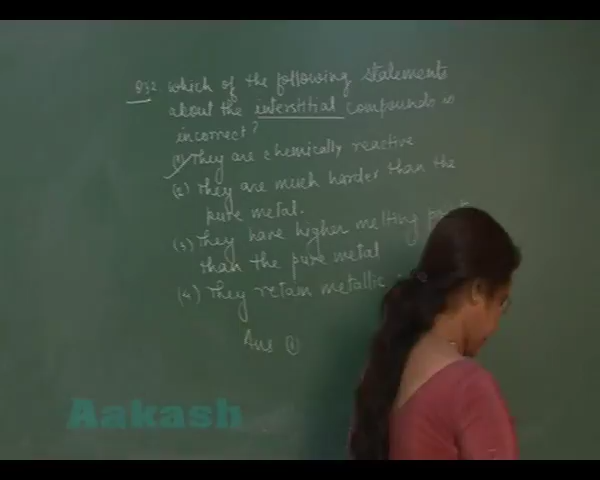 Q32 which of the following statements
about the interstitial compounds is
incorrect?
(1) They are chemically reactive
(2) They are much harder than the
pure metal.
(3) They have higher melting
than the pure metal
(4) They retain metallic
Ans (1)
Aakash